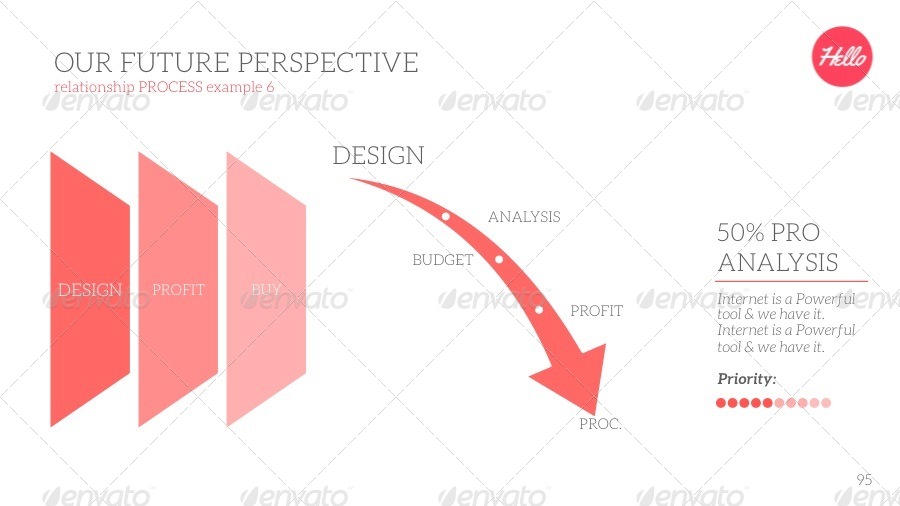 OUR FUTURE PERSPECTIVE
relationship PROCESS example 6
Hello
DESIGN
PROFIT
BUY
DESIGN
ANALYSIS
BUDGET
PROFIT
PROC.
50% PRO
ANALYSIS
Internet is a Powerful
tool & we have it.
Internet is a Powerful
tool & we have it.
Priority:
95
envato envato envato envato envato
envato envato envato envato envato
envato envato envato envato envato